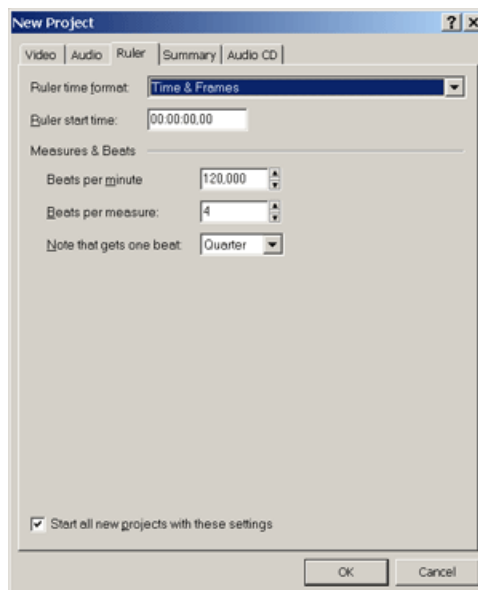 New Project
Video Audio Ruler Summary Audio CD
Ruler time format: Time & Frames
Ruler start time: 00:00:00,00
Measures & Beats
Beats per minute 120,000
Beats per measure: 4
Note that gets one beat: Quarter
Start all new projects with these settings
OK Cancel